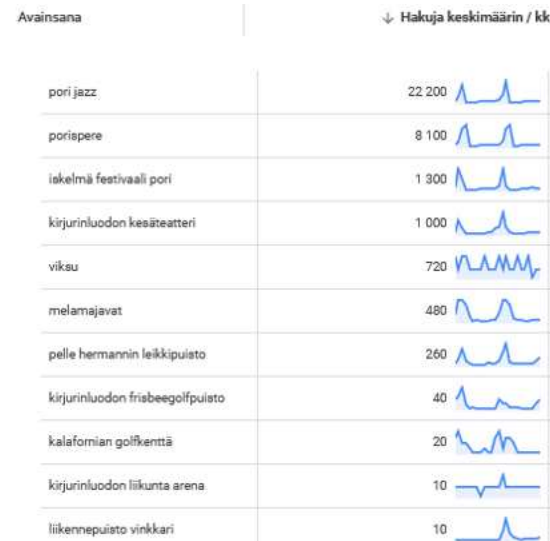 Avainsana ↓ Hakuja keskimäärin / kk
pori jazz 22 200
porispere 8 100
iskelmä festivaali pori 1 300
kirjurinluodon kesäteatteri 1 000
viksu 720
melamajavat 480
pelle hermannin leikkipuisto 260
kirjurinluodon frisbeegolfpuisto 40
kalafornian golfkenttä 20
kirjurinluodon liikunta arena 10
liikennepuisto vinkkari 10